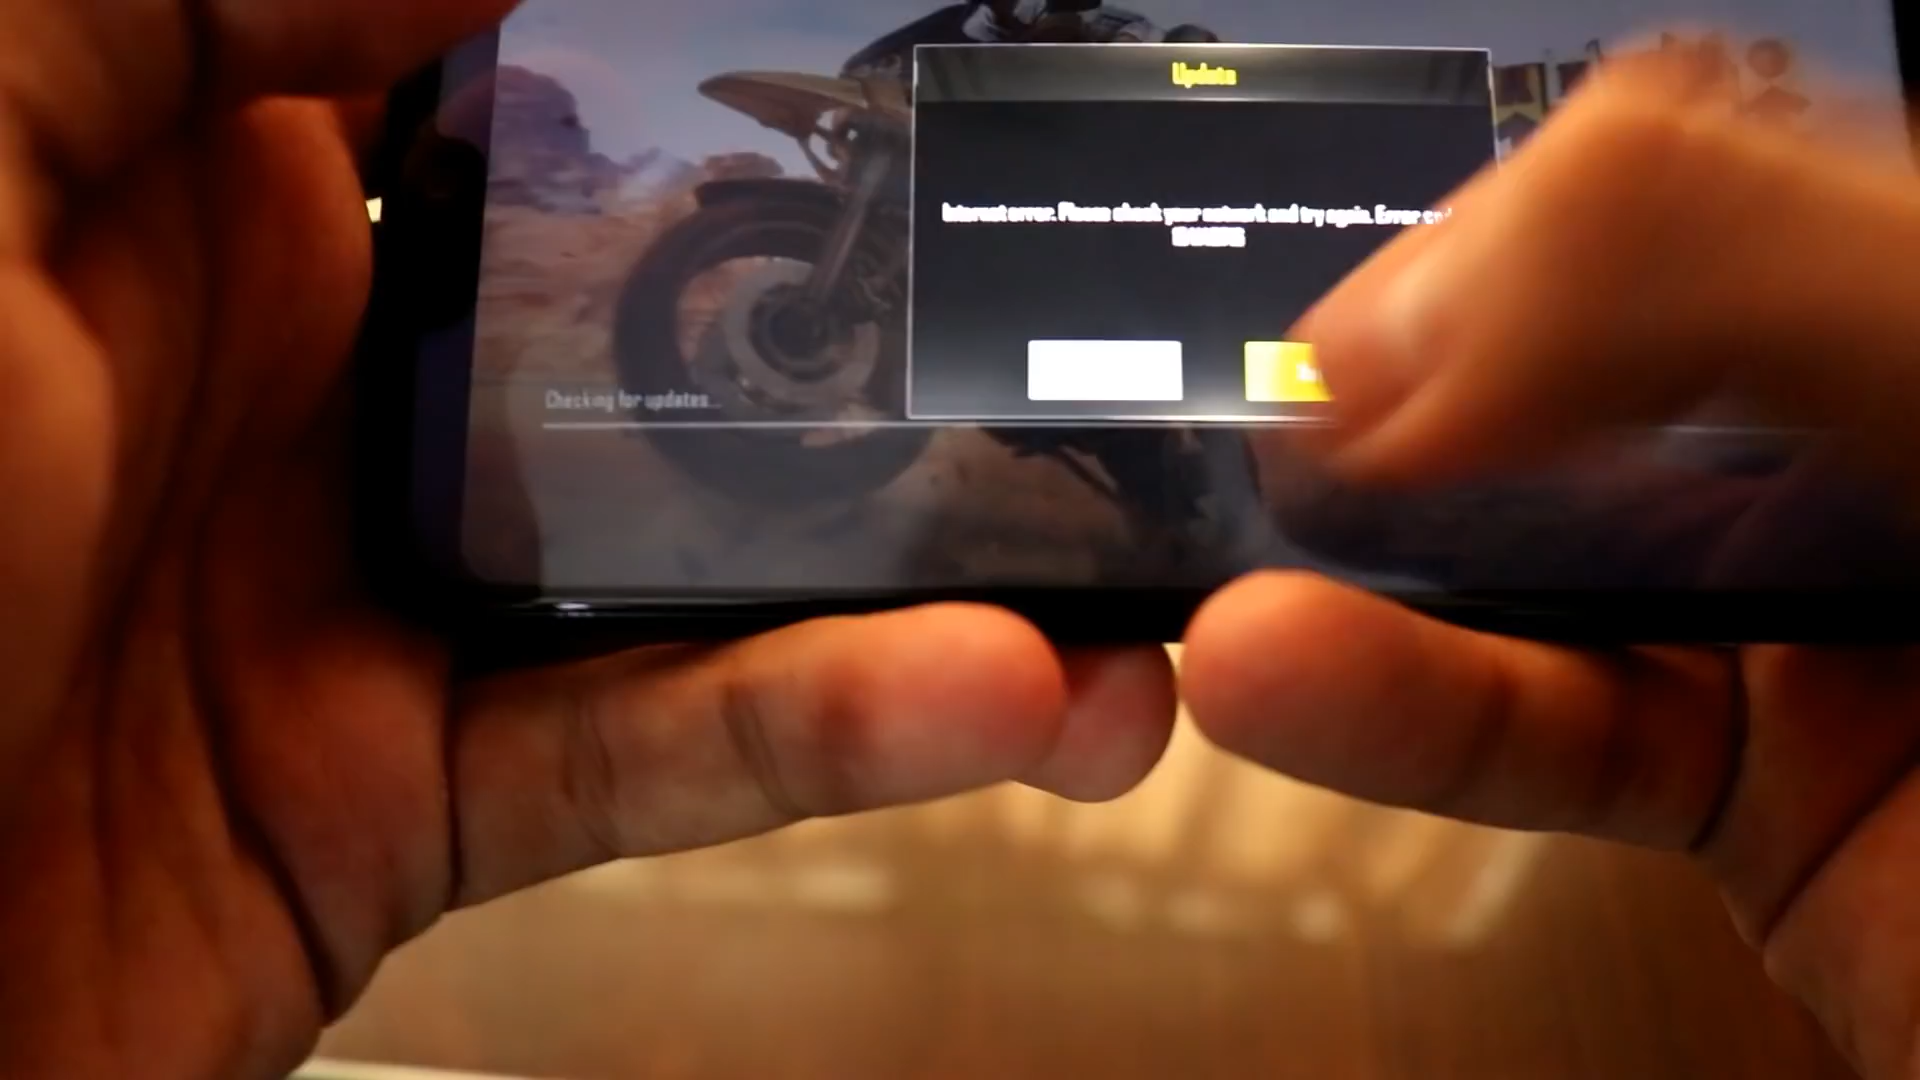 Update
Internet error. Please check your network and try again. Error
Checking for updates...